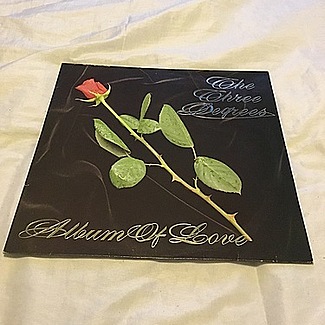 The
Three
Degrees
Album Of Love